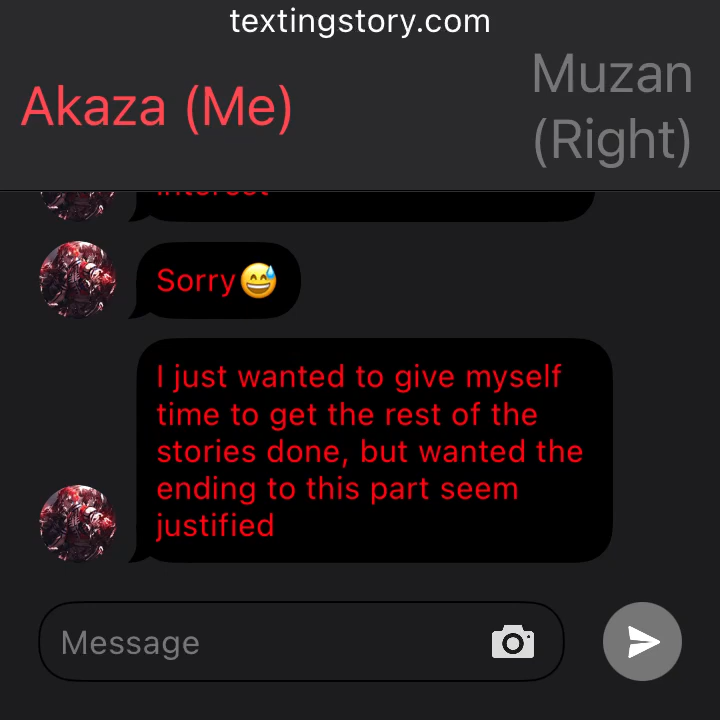 textingstory.com
Akaza (Me)
Muzan
(Right)
interest
Sorry😅
I just wanted to give myself
time to get the rest of the
stories done, but wanted the
ending to this part seem
justified
Message